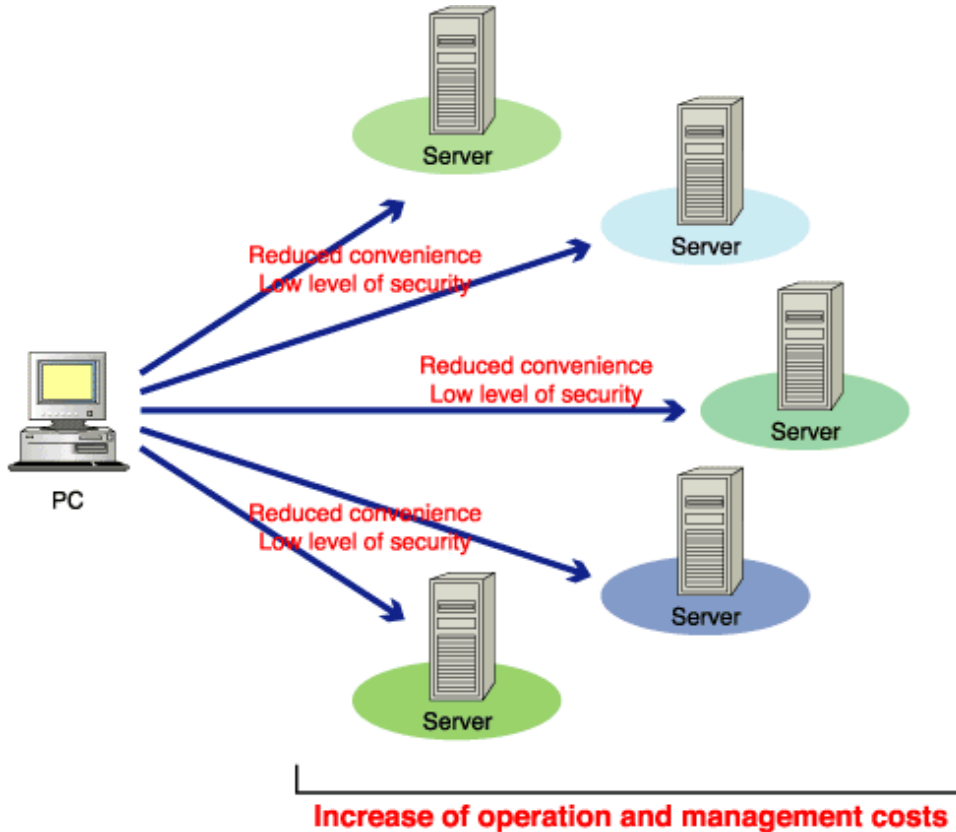 Server
Server
Reduced convenience
Low level of security
Reduced convenience
Low level of security
Server
PC
Reduced convenience
Low level of security
Server
Server
Increase of operation and management costs